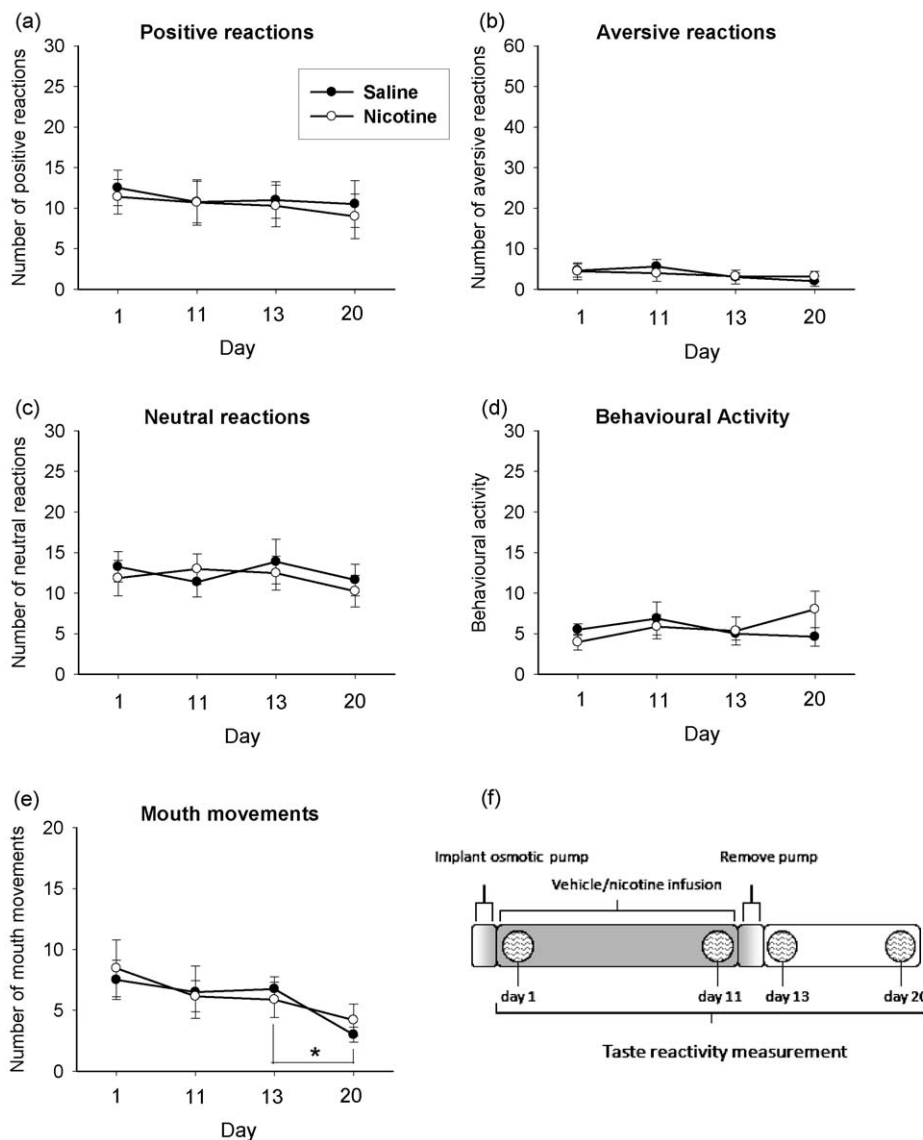 (a)
Positive reactions
Number of positive reactions
30
25
20
15
10
5
0
Saline
Nicotine
1 11 13 20
Day
(b)
Aversive reactions
Number of aversive reactions
60
50
40
30
20
10
0
1 11 13 20
Day
(c)
Neutral reactions
Number of neutral reactions
30
25
20
15
10
5
0
1 11 13 20
Day
(d)
Behavioural Activity
Behavioural activity
30
25
20
15
10
5
0
1 11 13 20
Day
(e)
Mouth movements
Number of mouth movements
20
15
10
5
0
*
1 11 13 20
Day
(f)
Implant osmotic pump
Remove pump
Vehicle/nicotine infusion
day 1 day 11 day 13 day 20
Taste reactivity measurement